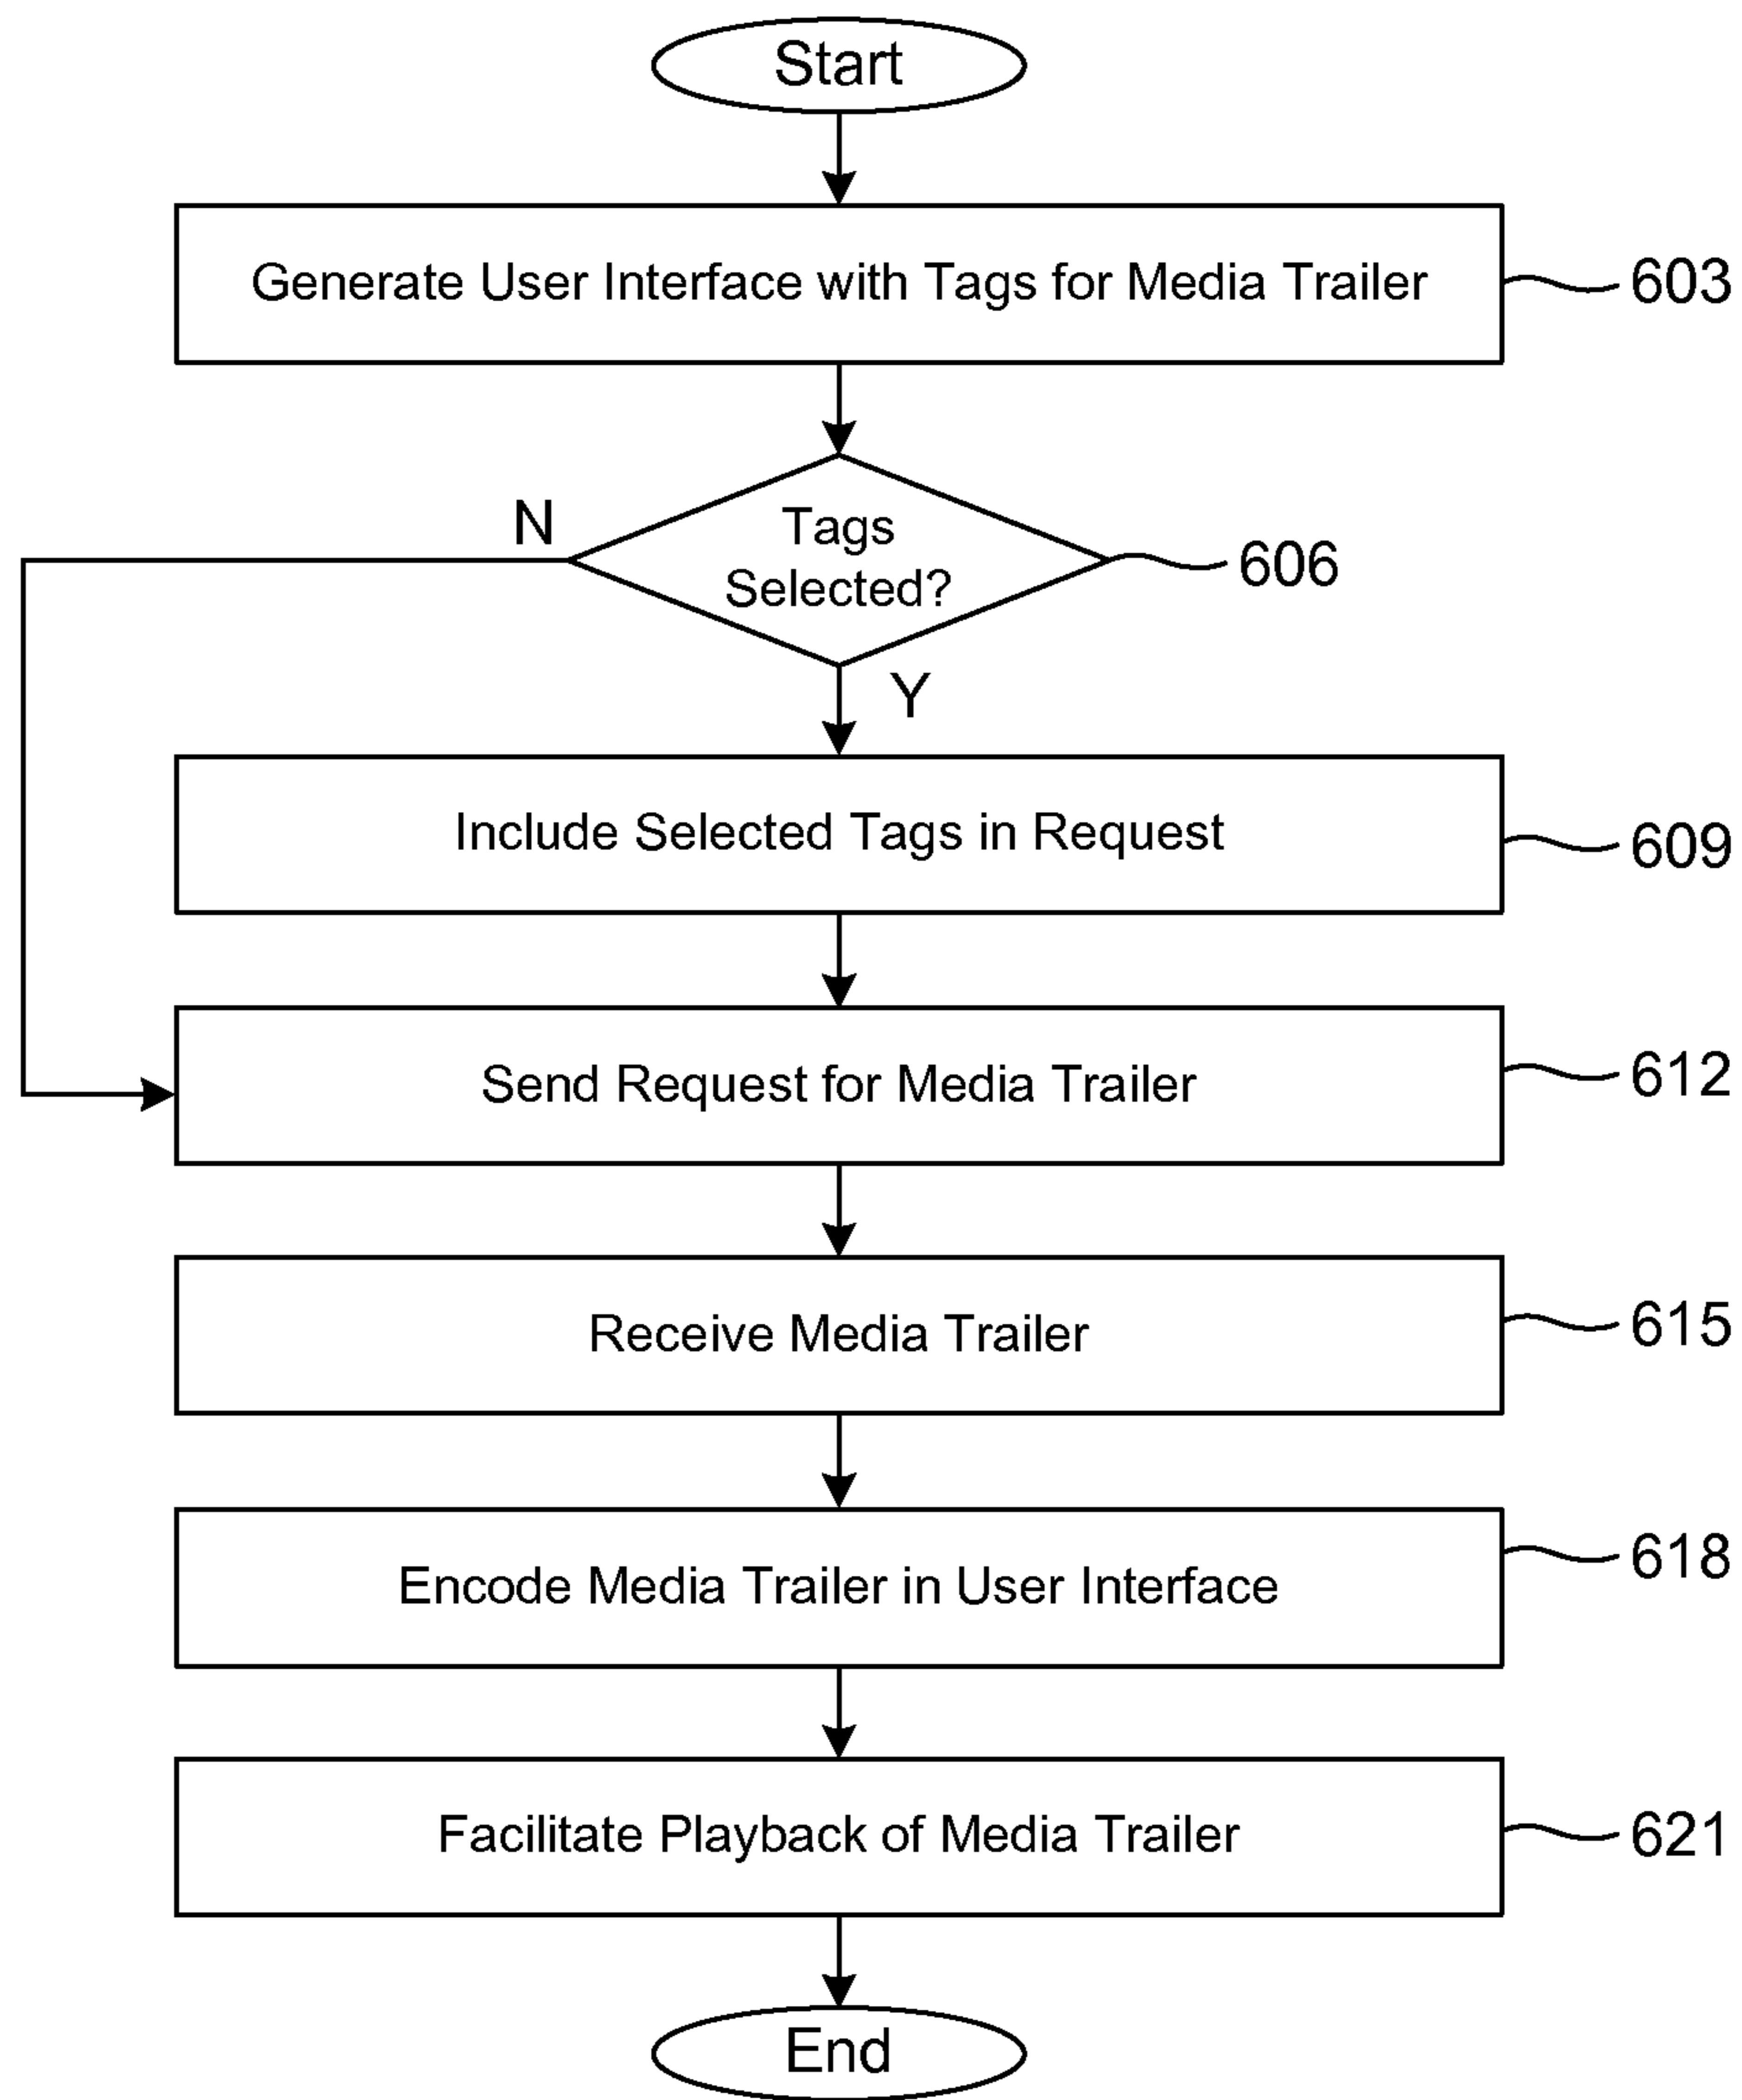 Start
Generate User Interface with Tags for Media Trailer
603
N
Tags
Selected?
606
Y
Include Selected Tags in Request
609
Send Request for Media Trailer
612
Receive Media Trailer
615
Encode Media Trailer in User Interface
618
Facilitate Playback of Media Trailer
621
End